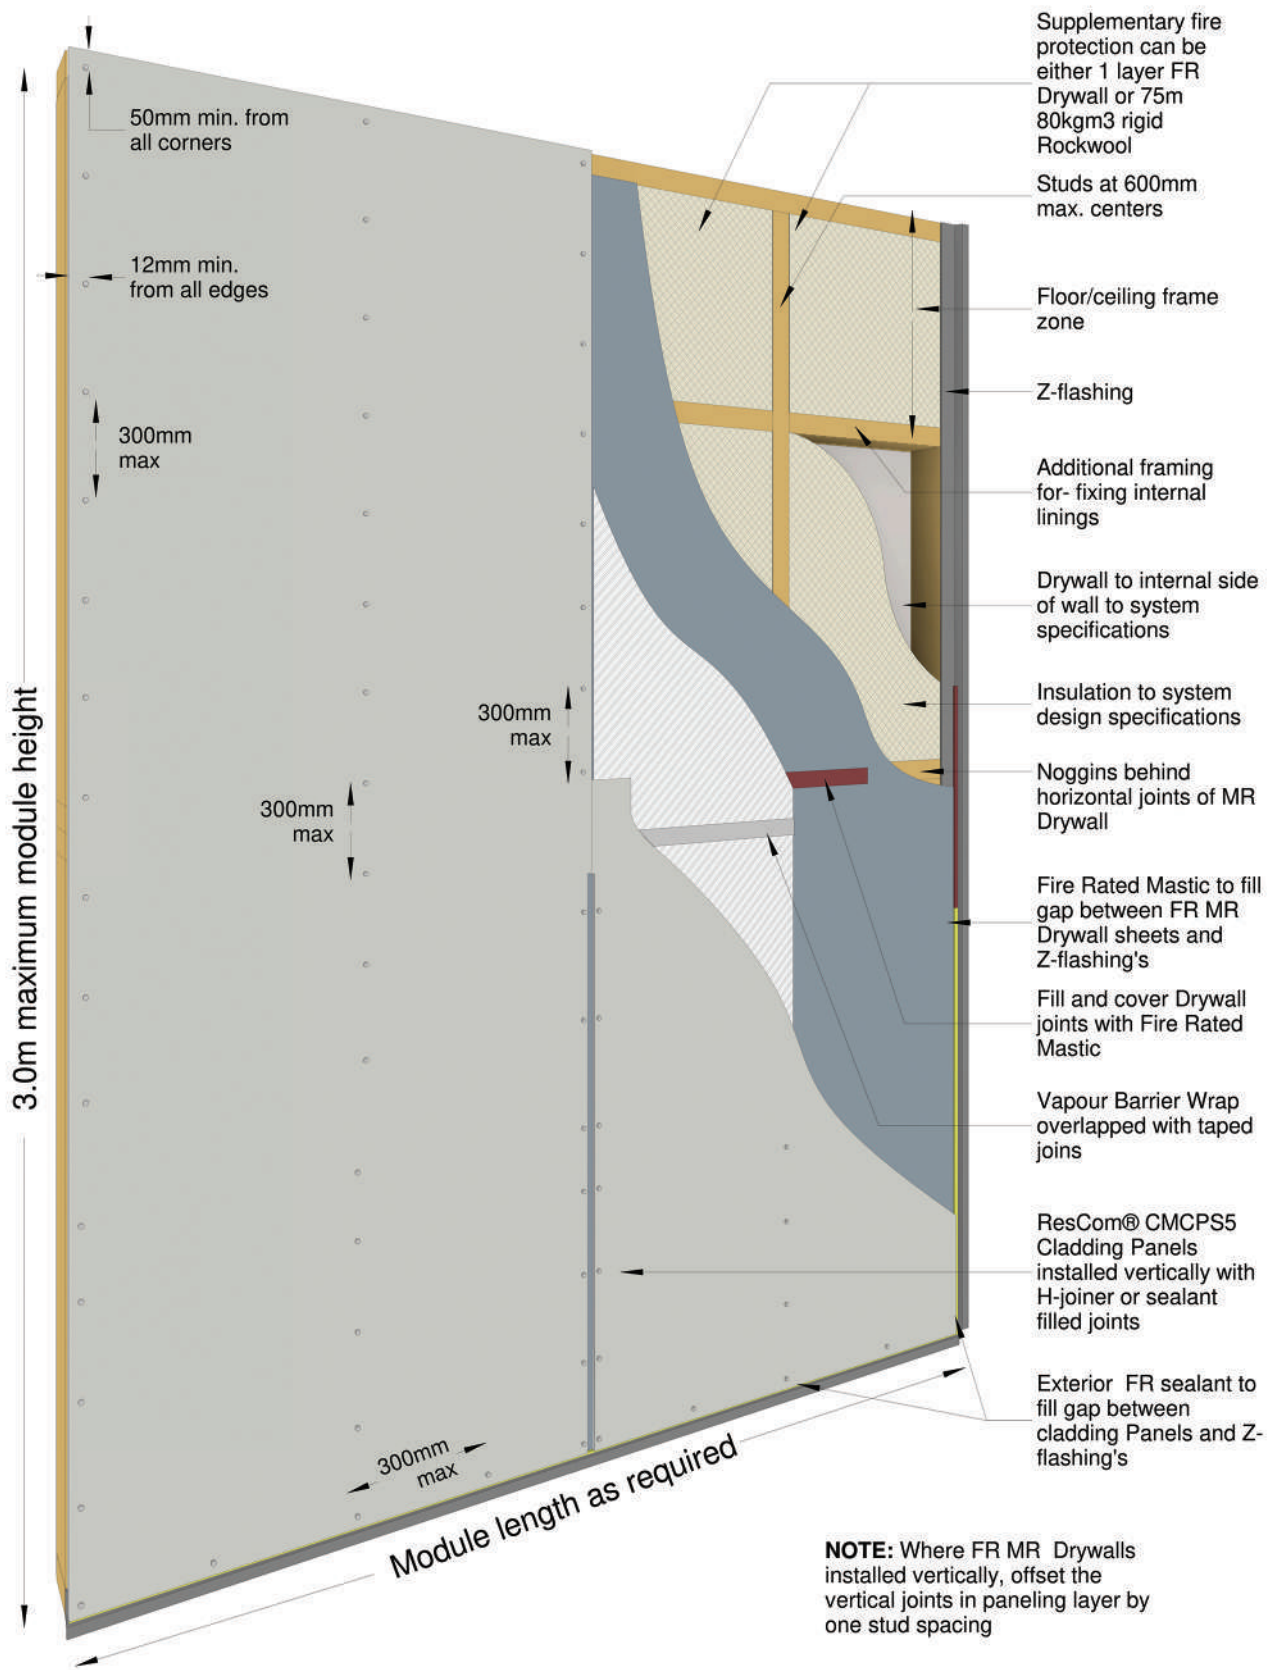 Supplementary fire
protection can be
either 1 layer FR
Drywall or 75m
80kgm3 rigid
Rockwool
50mm min. from
all corners
Studs at 600mm
max. centers
12mm min.
from all edges
Floor/ceiling frame
zone
Z-flashing
300mm
max
Additional framing
for- fixing internal
linings
Drywall to internal side
of wall to system
specifications
Insulation to system
design specifications
300mm
max
Noggins behind
horizontal joints of MR
Drywall
300mm
max
3.0m maximum module height
Fire Rated Mastic to fill
gap between FR MR
Drywall sheets and
Z-flashing's
Fill and cover Drywall
joints with Fire Rated
Mastic
Vapour Barrier Wrap
overlapped with taped
joins
ResCom® CMCPS5
Cladding Panels
installed vertically with
H-joiner or sealant
filled joints
Exterior FR sealant to
fill gap between
cladding Panels and Z-
flashing's
300mm
max
Module length as required
NOTE: Where FR MR Drywalls
installed vertically, offset the
vertical joints in paneling layer by
one stud spacing